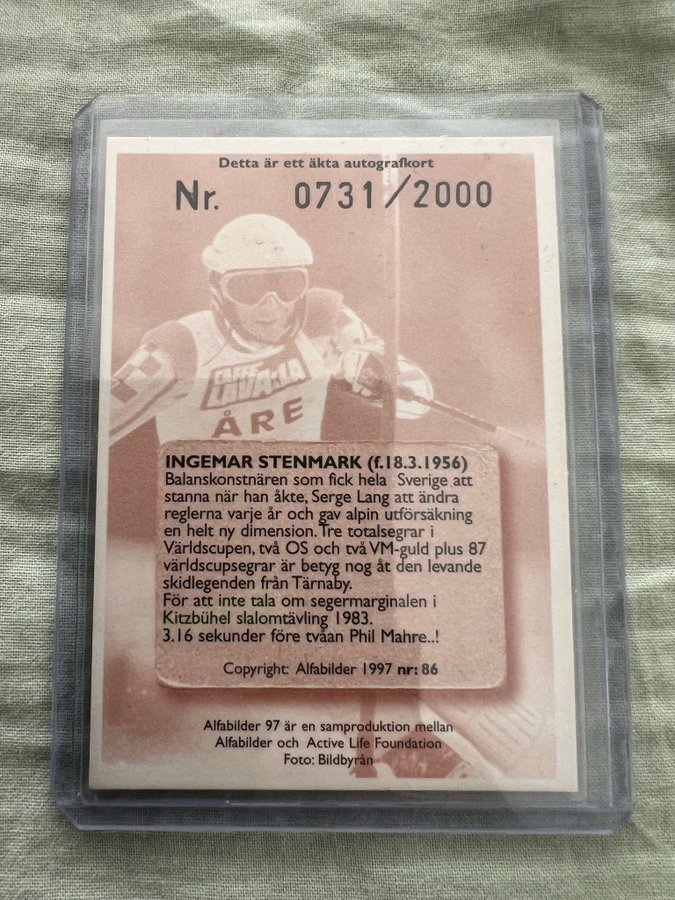 Detta är ett äkta autografkort
Nr. 0731/2000
ÅRE
INGEMAR STENMARK (f.18.3.1956)
Balanskonstnären som fick hela Sverige att
stanna när han åkte, Serge Lang att ändra
reglerna varje år och gav alpin utförsåkning
en helt ny dimension. Tre totalsegrar i
Världscupen, två OS och två VM-guld plus 87
världscupsegrar är betyg nog åt den levande
skidlegenden från Tärnaby.
För att inte tala om segermarginalen i
Kitzbühel slalomtävling 1983.
3.16 sekunder före tvåan Phil Mahre..!
Copyright: Alfabilder 1997 nr: 86
Alfabilder 97 är en samproduktion mellan
Alfabilder och Active Life Foundation
Foto: Bildbyrån